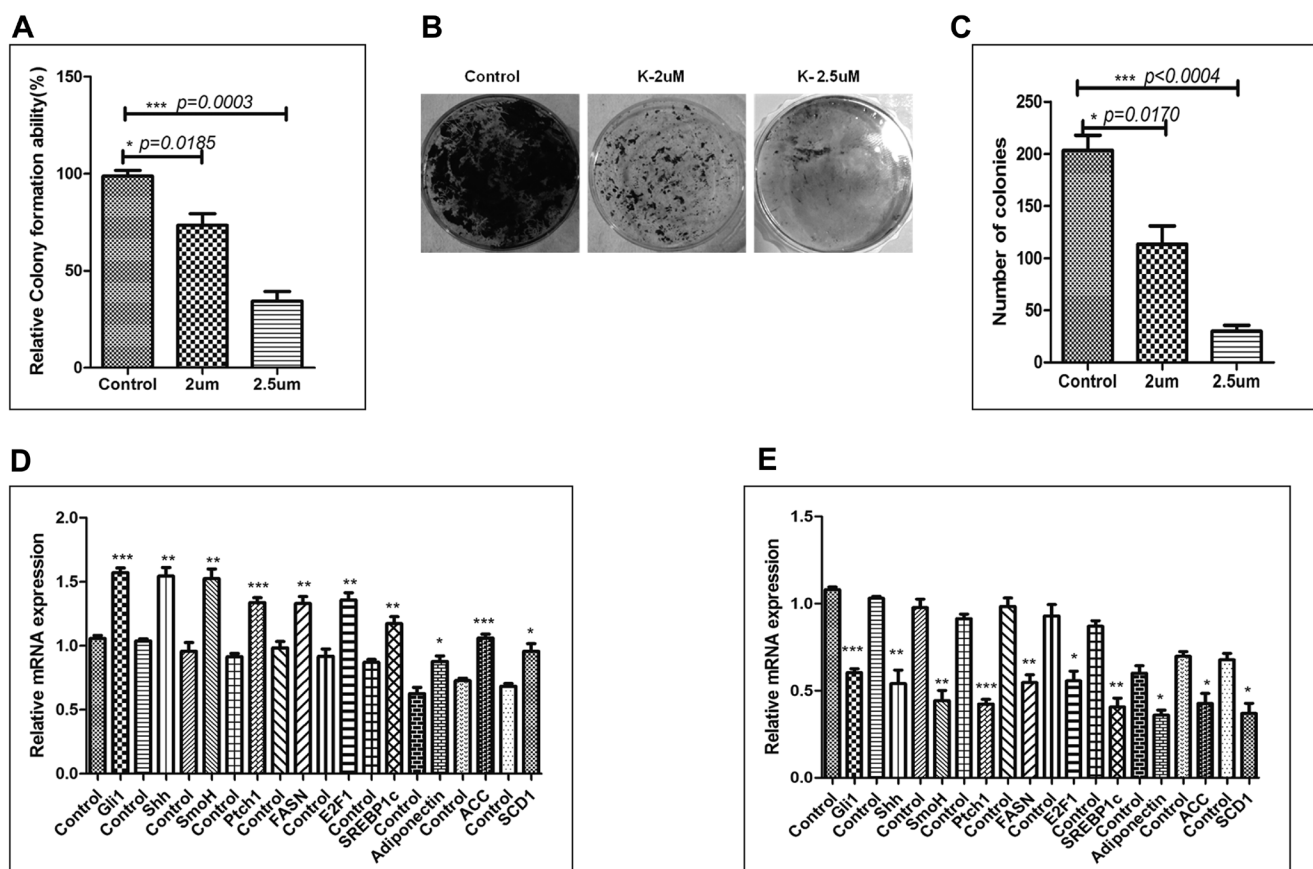 A
Relative Colony formation ability(%)
150
100
50
0
*** p=0.0003
* p=0.0185
Control 2um 2.5um
B
Control K-2uM K- 2.5uM
C
Number of colonies
250
200
150
100
50
0
*** p<0.0004
* p=0.0170
Control 2um 2.5um
D
Relative mRNA expression
2.0
1.5
1.0
0.5
0.0
*** ** ** *** ** ** ** * *** *
Control Gli1 Control Shh Control SmoH Control Ptch1 Control FASN Control E2F1 Control SREBP1c Control Adiponectin Control ACC Control SCD1
E
Relative mRNA expression
1.5
1.0
0.5
0.0
*** ** ** *** ** * ** * * *
Control Gli1 Control Shh Control SmoH Control Ptch1 Control FASN Control E2F1 Control SREBP1c Control Adiponectin Control ACC Control SCD1